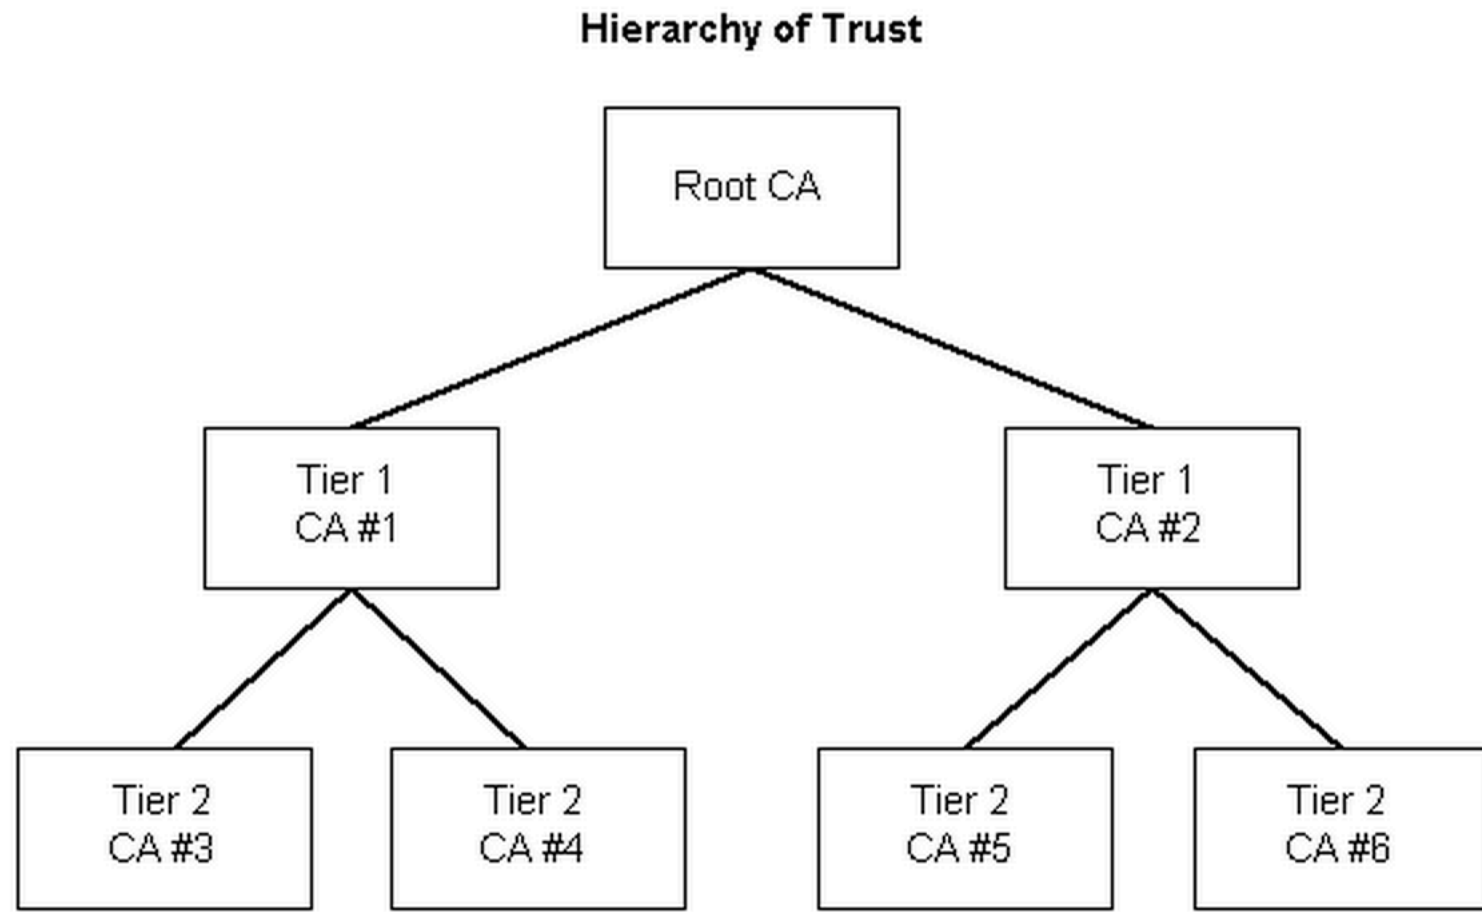 Hierarchy of Trust
Root CA
Tier 1
CA #1
Tier 1
CA #2
Tier 2
CA #3
Tier 2
CA #4
Tier 2
CA #5
Tier 2
CA #6